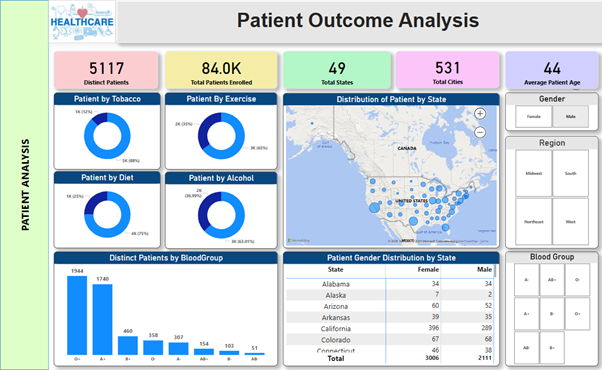 HEALTHCARE
Patient Outcome Analysis
PATIENT ANALYSIS
5117
Distinct Patients
84.0K
Total Patients Enrolled
49
Total States
531
Total Cities
44
Average Patient Age
Patient by Tobacco
1K (12%)
5K (88%)
Patient By Exercise
2K (35%)
3K (65%)
Distribution of Patient by State
CANADA
UNITED STATES
MEXICO
Gender
Female
Male
Region
Midwest
South
Northeast
West
Patient by Diet
1K (25%)
4K (75%)
Patient by Alcohol
2K
(36.99%)
3K (63.01%)
Distinct Patients by BloodGroup
1944
1740
460
358
307
154
103
51
O+
A+
B+
O-
A-
AB+
B-
AB-
Patient Gender Distribution by State
State Female Male
Alabama 34 34
Alaska 7 2
Arizona 60 52
Arkansas 39 35
California 396 289
Colorado 67 68
Connecticut 46 38
Total 3006 2111
Blood Group
A- AB+ O-
A+ B- O+
AB- B+